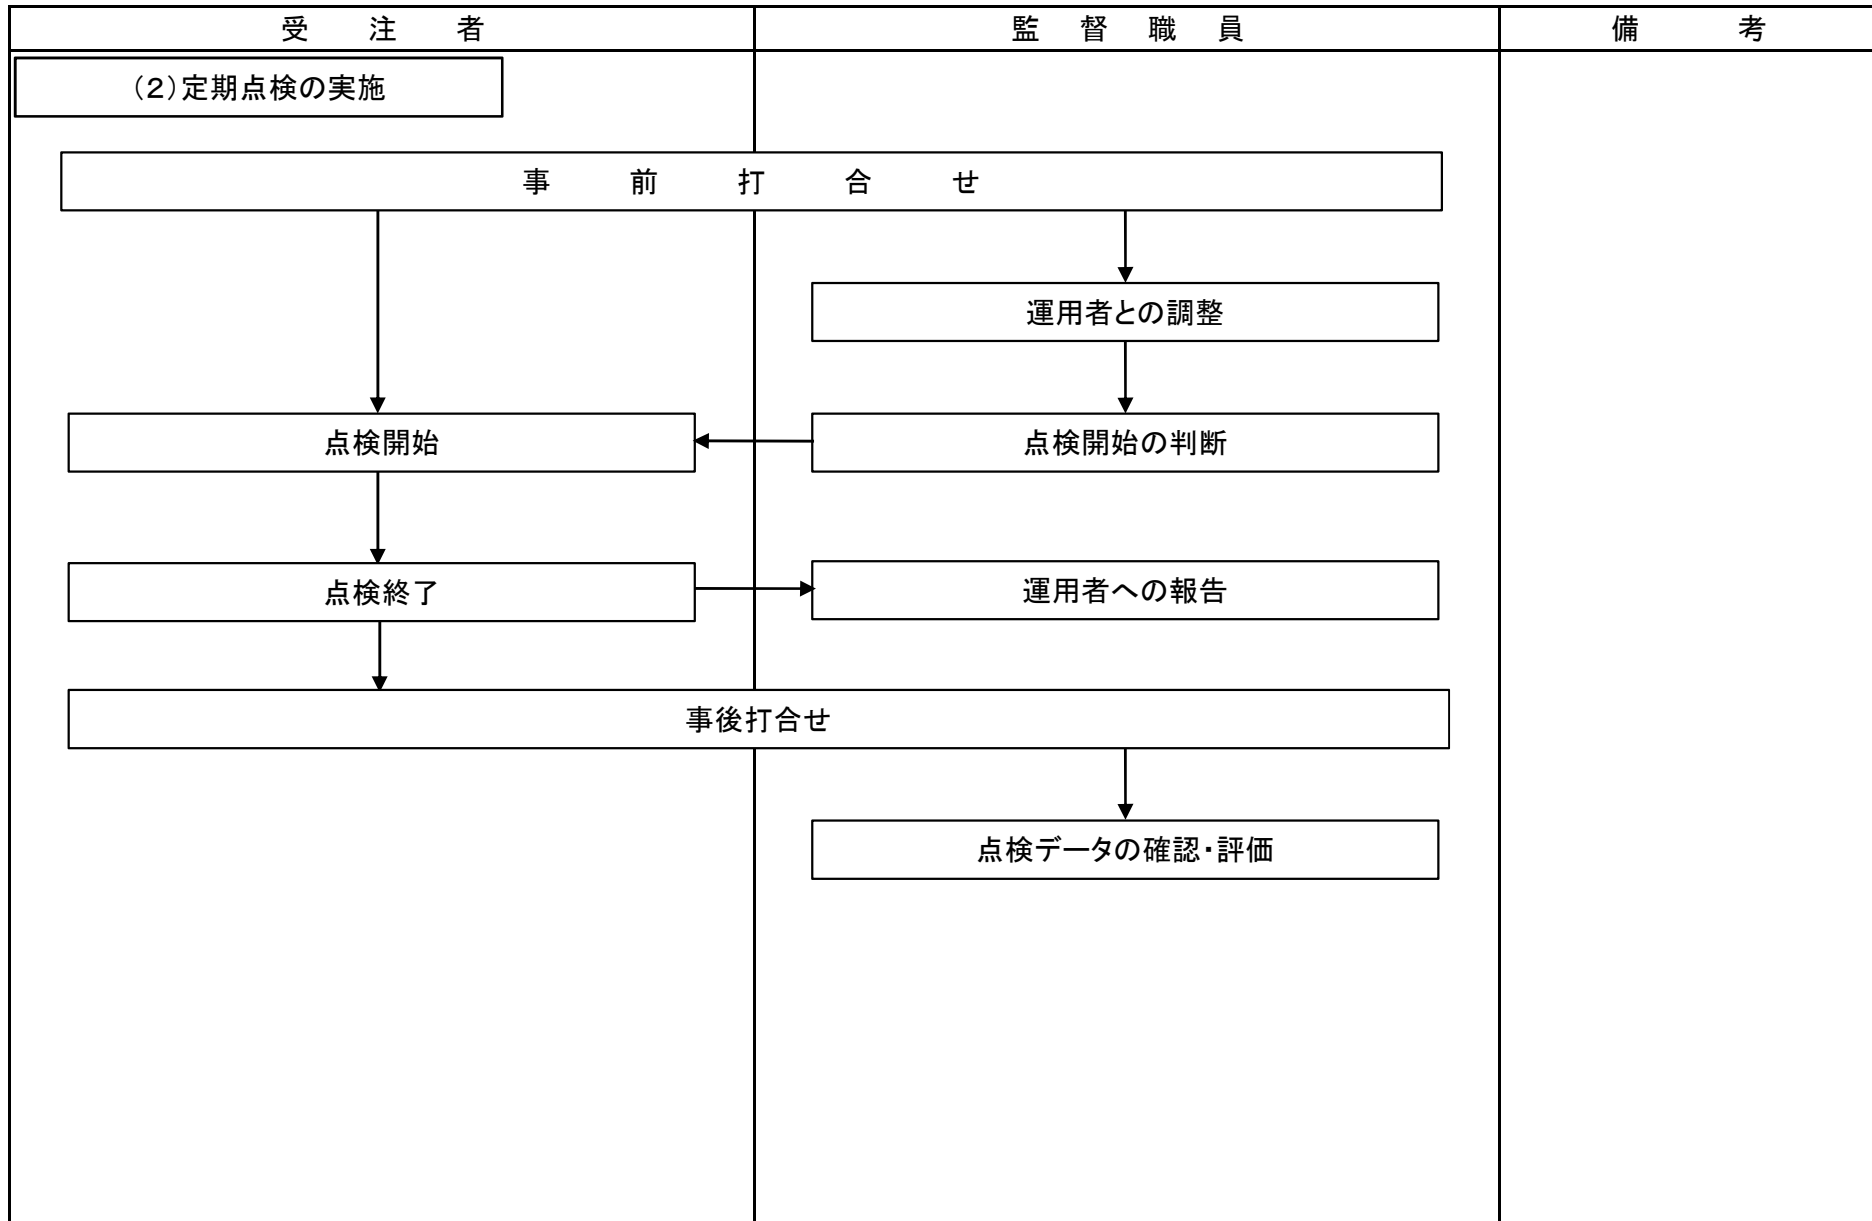 受注者
監督職員
備考
（２）定期点検の実施
事前打合せ
運用者との調整
点検開始
点検開始の判断
点検終了
運用者への報告
事後打合せ
点検データの確認・評価